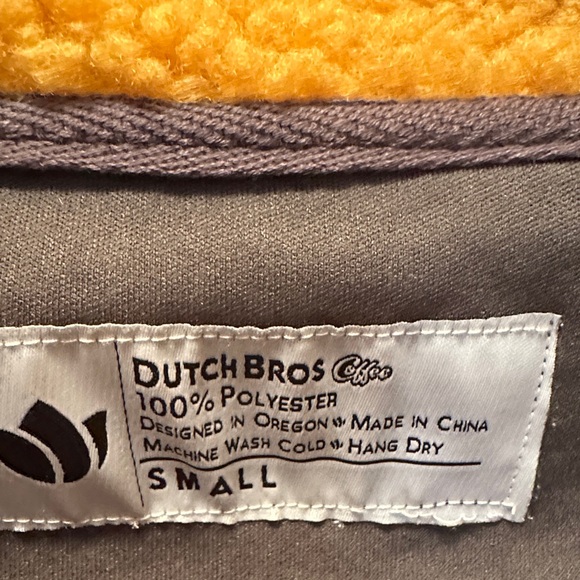 DUTCH BROS Coffee
100% POLYESTER
DESIGNED IN OREGON MADE IN CHINA
MACHINE WASH COLD HANG DRY
SMALL